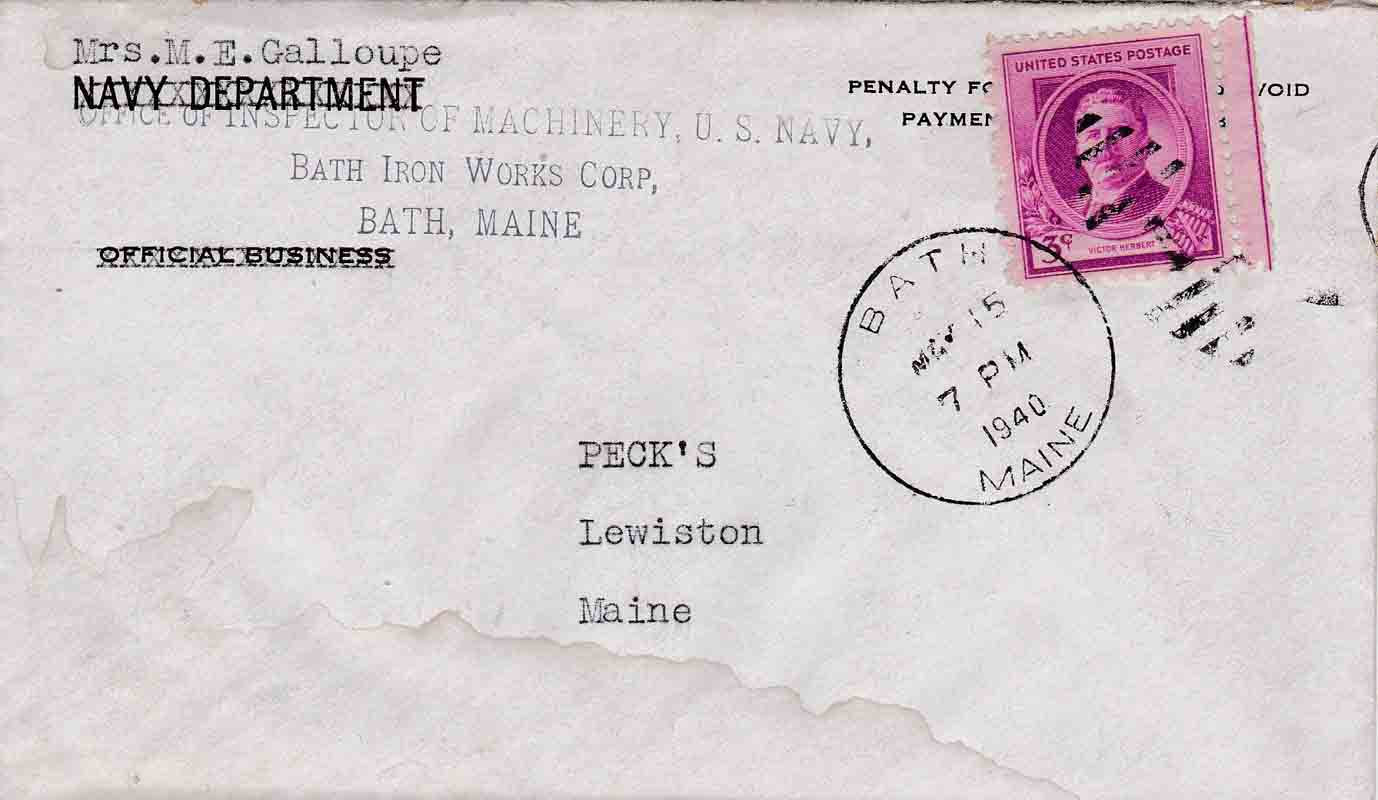 Mrs.M.E.Galloupe
NAVY DEPARTMENT
OFFICE OF INSPECTOR OF MACHINERY, U. S. NAVY,
BATH IRON WORKS CORP,
BATH, MAINE
OFFICIAL BUSINESS
PENALTY VOID
UNITED STATES POSTAGE
3¢
VICTOR HERBERT
BATH
MAY 15
7 PM
1940
MAINE
PECK'S
Lewiston
Maine